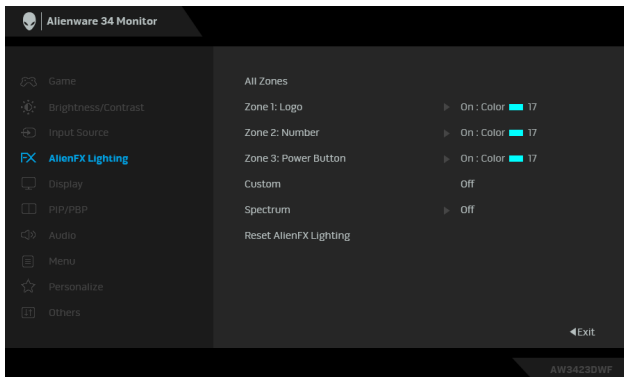 Alienware 34 Monitor
Game
Brightness/Contrast
Input Source
FX AlienFX Lighting
Display
PIP/PBP
Audio
Menu
Personalize
Others
All Zones
Zone 1: Logo On : Color 17
Zone 2: Number On : Color 17
Zone 3: Power Button On : Color 17
Custom Off
Spectrum Off
Reset AlienFX Lighting
Exit
AW3423DWF